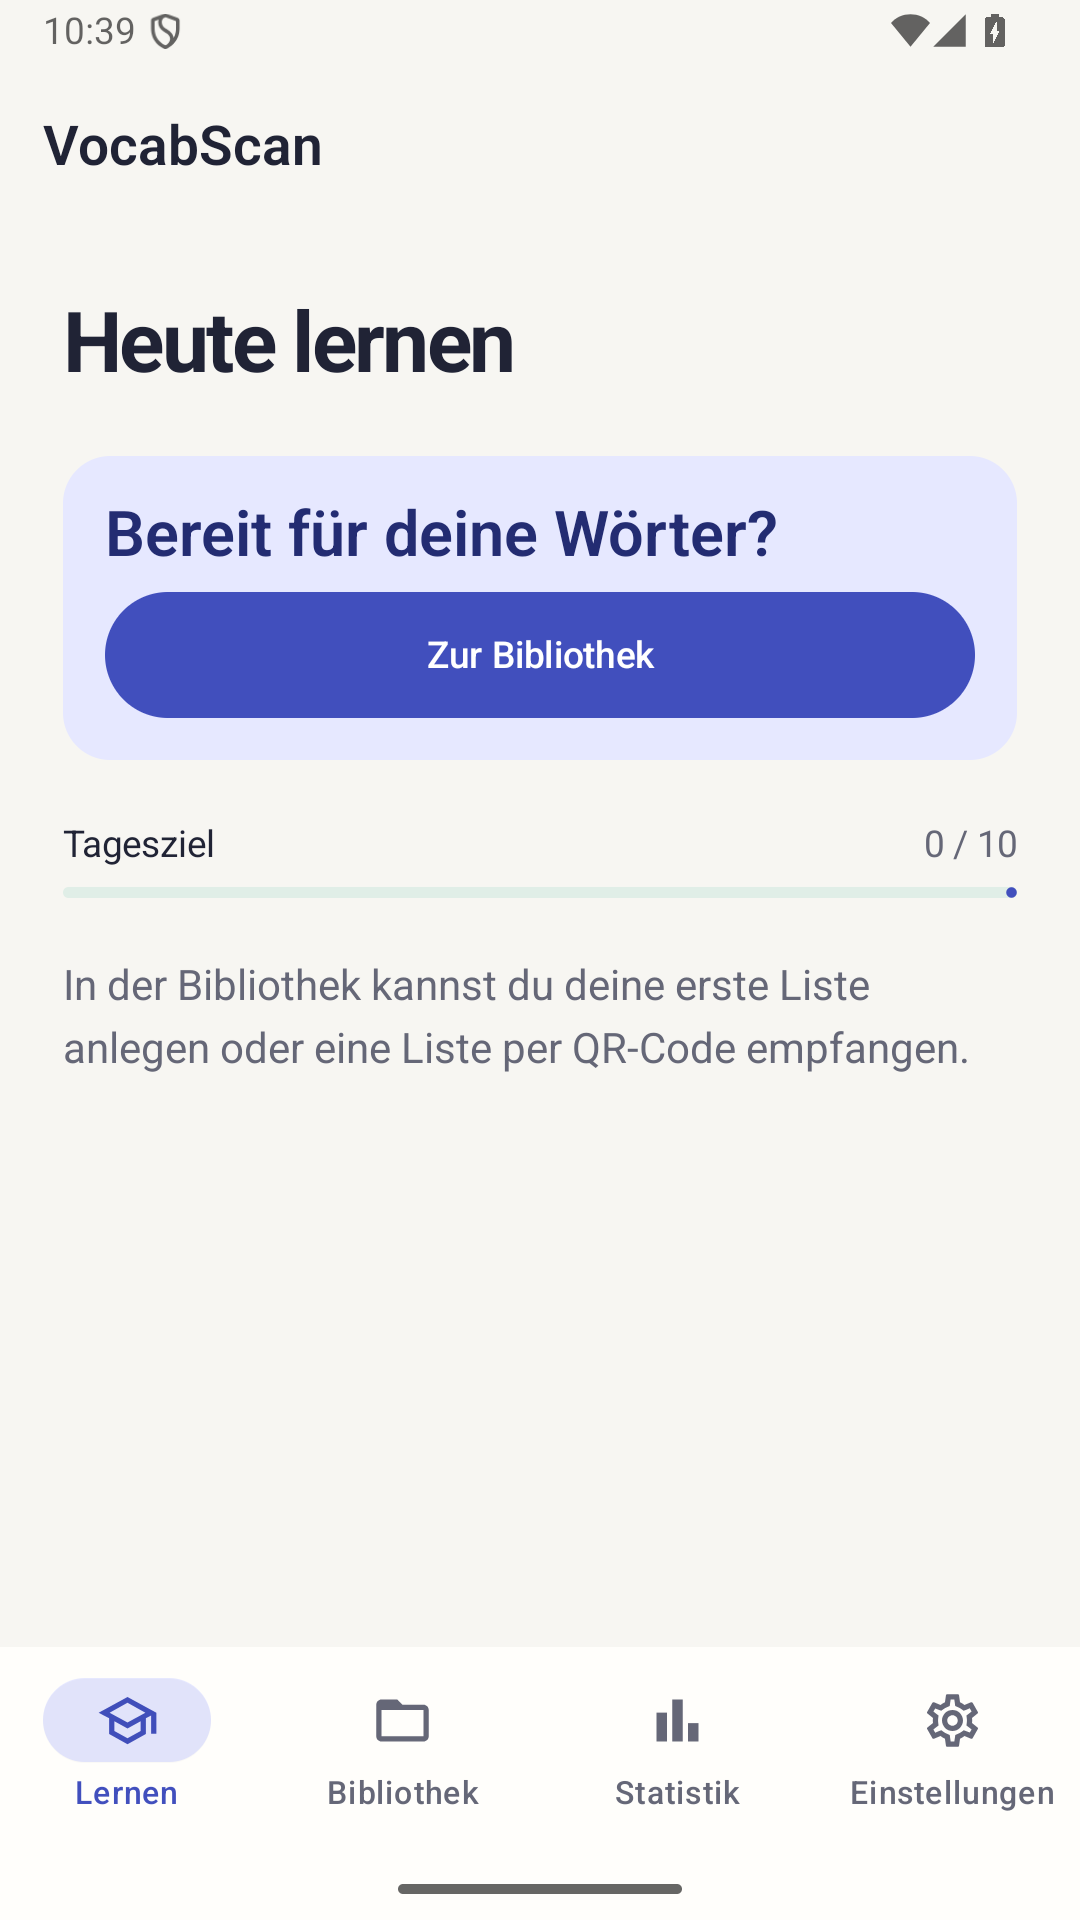 10:39
VocabScan
Heute lernen
Bereit für deine Wörter?
Zur Bibliothek
Tagesziel 0 / 10
In der Bibliothek kannst du deine erste Liste
anlegen oder eine Liste per QR-Code empfangen.
Lernen Bibliothek Statistik Einstellungen